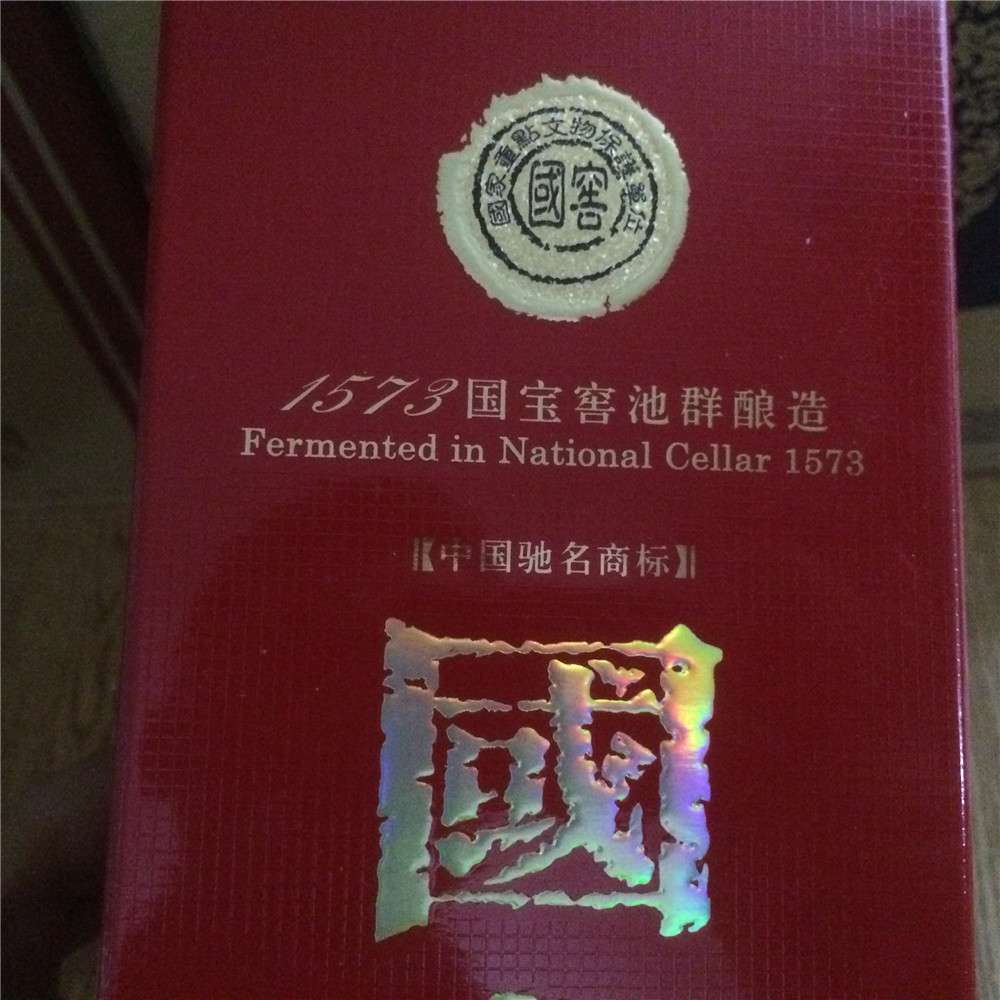 國家重點文物保護單位
國窖
1573国宝窖池群酿造
Fermented in National Cellar 1573
【中国驰名商标】
國